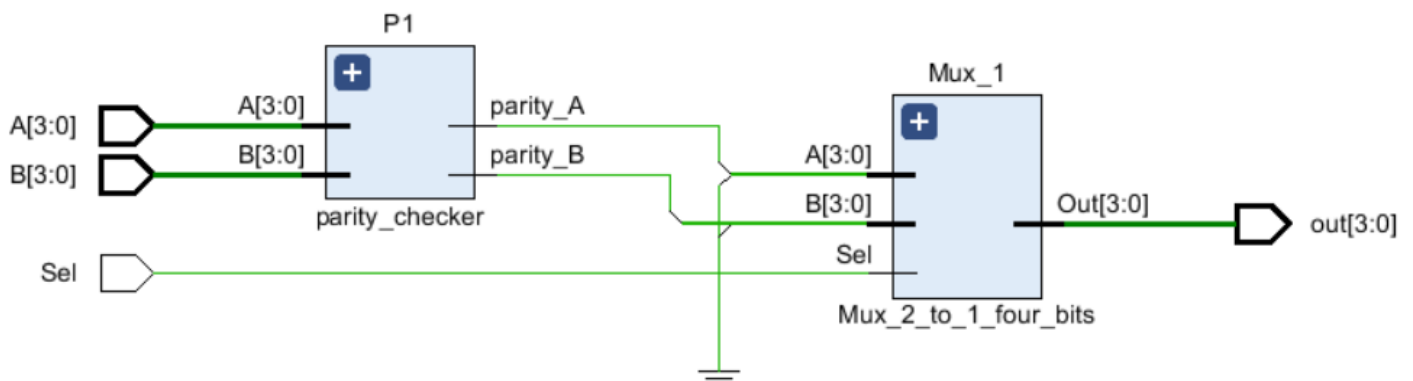 P1
A[3:0]
A[3:0]
parity_A
B[3:0]
B[3:0]
parity_B
parity_checker
Sel
Mux_1
A[3:0]
B[3:0]
Sel
Out[3:0]
out[3:0]
Mux_2_to_1_four_bits